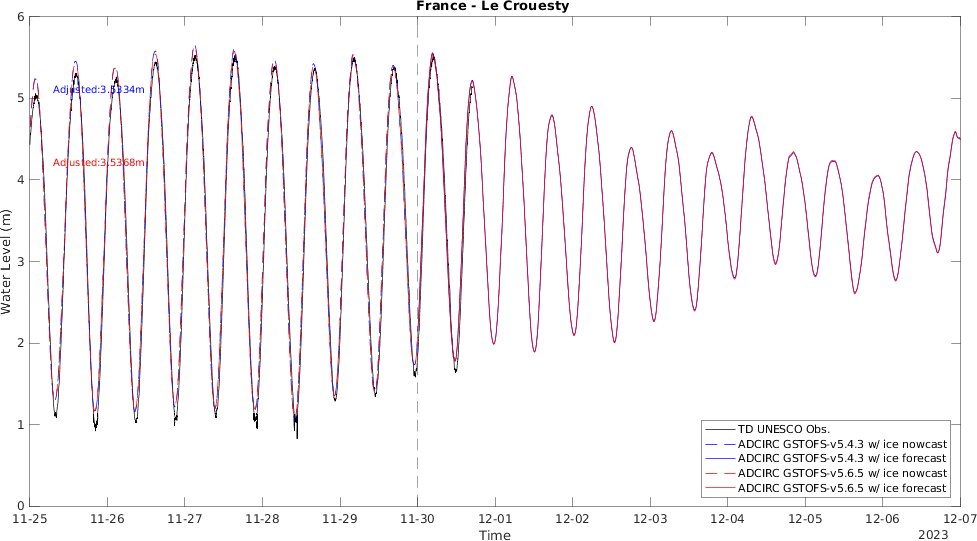 France - Le Crouesty
6
5
4
3
2
1
0
Water Level (m)
Adjusted:3.5334m
Adjusted:3.5368m
TD UNESCO Obs.
ADCIRC GSTOFS-v5.4.3 w/ ice nowcast
ADCIRC GSTOFS-v5.4.3 w/ ice forecast
ADCIRC GSTOFS-v5.6.5 w/ ice nowcast
ADCIRC GSTOFS-v5.6.5 w/ ice forecast
11-25 11-26 11-27 11-28 11-29 11-30 12-01 12-02 12-03 12-04 12-05 12-06 12-07
Time
2023